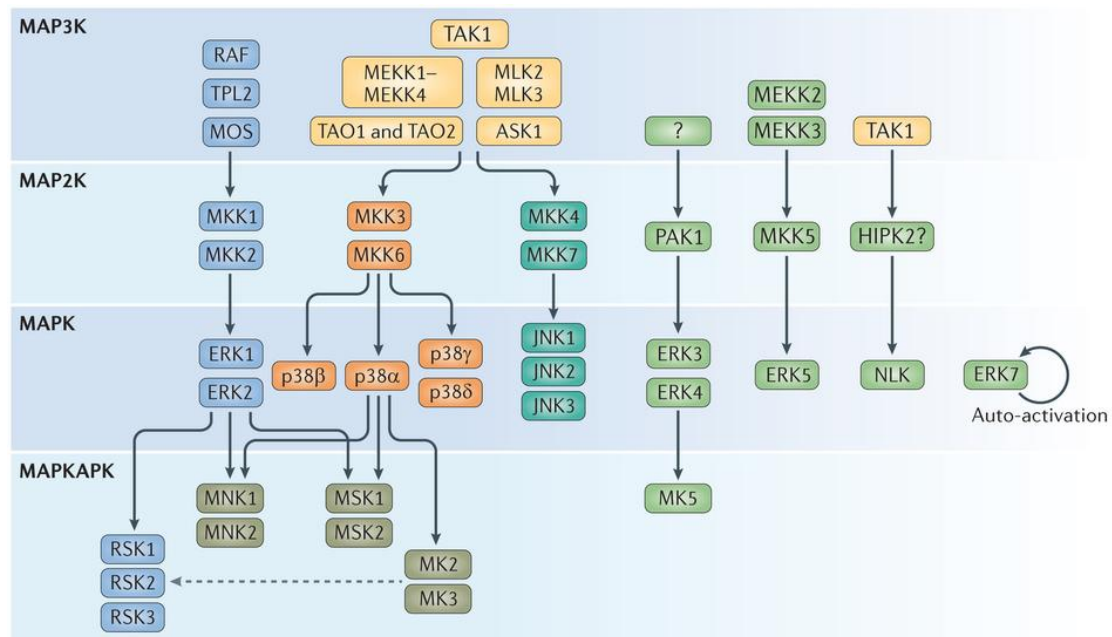 MAP3K
RAF
TPL2
MOS
TAK1
MEKK1–
MEKK4
MLK2
MLK3
TAO1 and TAO2
ASK1
?
MEKK2
MEKK3
TAK1
MAP2K
MKK1
MKK2
MKK3
MKK6
MKK4
MKK7
PAK1
MKK5
HIPK2?
MAPK
ERK1
ERK2
p38β
p38α
p38γ
p38δ
JNK1
JNK2
JNK3
ERK3
ERK4
ERK5
NLK
ERK7
Auto-activation
MAPKAPK
MNK1
MNK2
MSK1
MSK2
MK5
RSK1
RSK2
RSK3
MK2
MK3